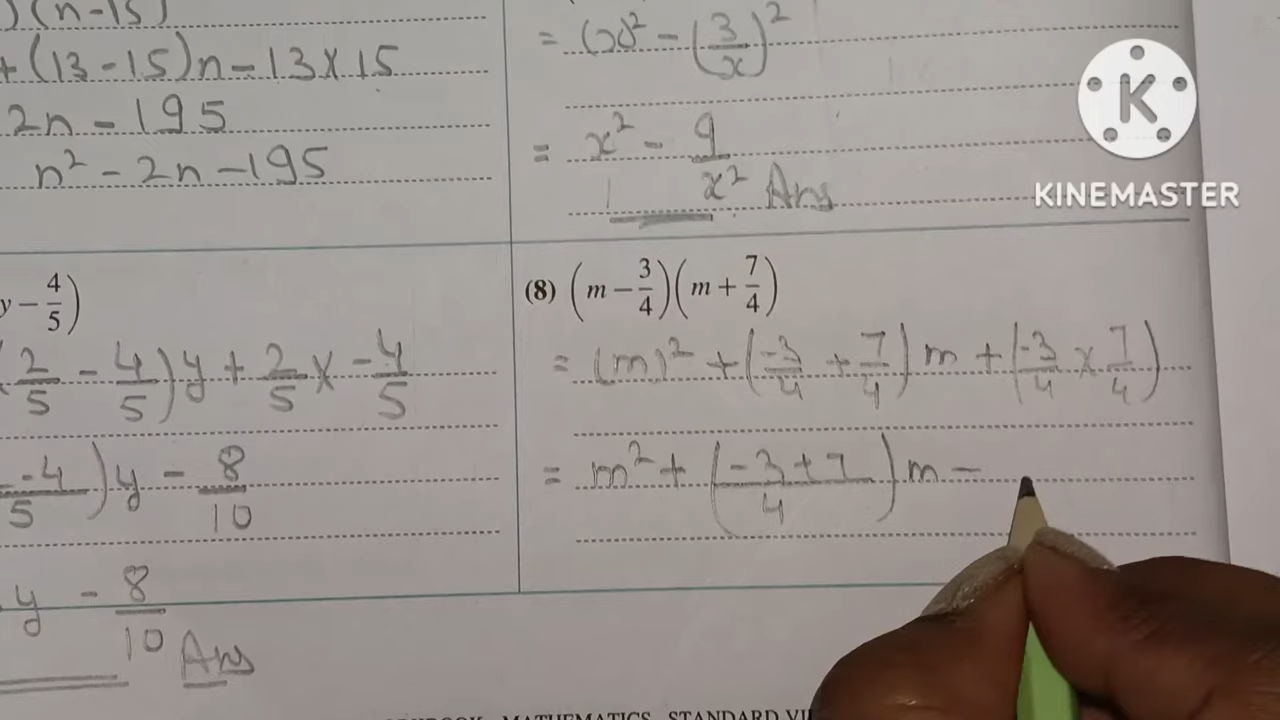 )(n-15)
+(13-15)n-13×15
2n-195
n²-2n-195
= (x)² - (3/x)²
= x² - 9/x² Ans
K
KINEMASTER
y - 4/5)
(2/5 - 4/5)y + 2/5 × -4/5
--4/5)y - 8/10
y - 8/10 Ans
(8) (m - 3/4)(m + 7/4)
= (m)² + (-3/4 + 7/4)m + (-3/4 × 7/4)
= m² + (-3+7/4)m -
MATHEMATICS STANDARD VII